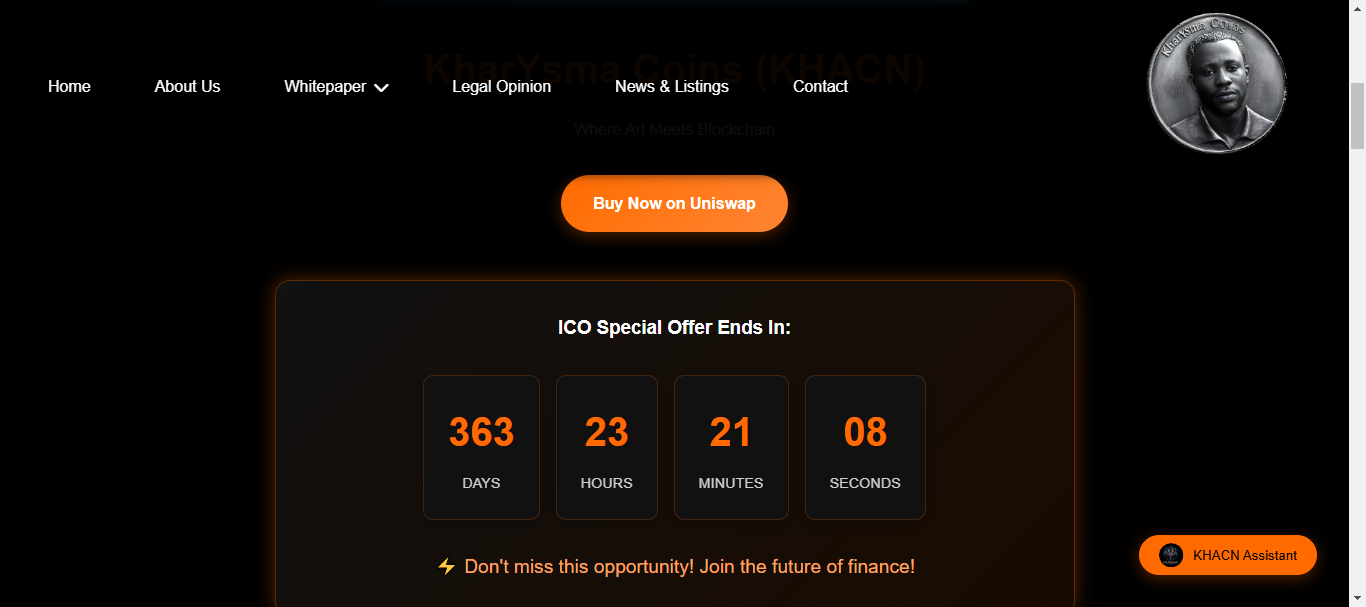 KharYsma Coins
KharYsma Coins (KHACN)
Home
About Us
Whitepaper
Legal Opinion
News & Listings
Contact
Where Art Meets Blockchain
Buy Now on Uniswap
ICO Special Offer Ends In:
363
DAYS
23
HOURS
21
MINUTES
08
SECONDS
⚡ Don't miss this opportunity! Join the future of finance!
KHACN Assistant